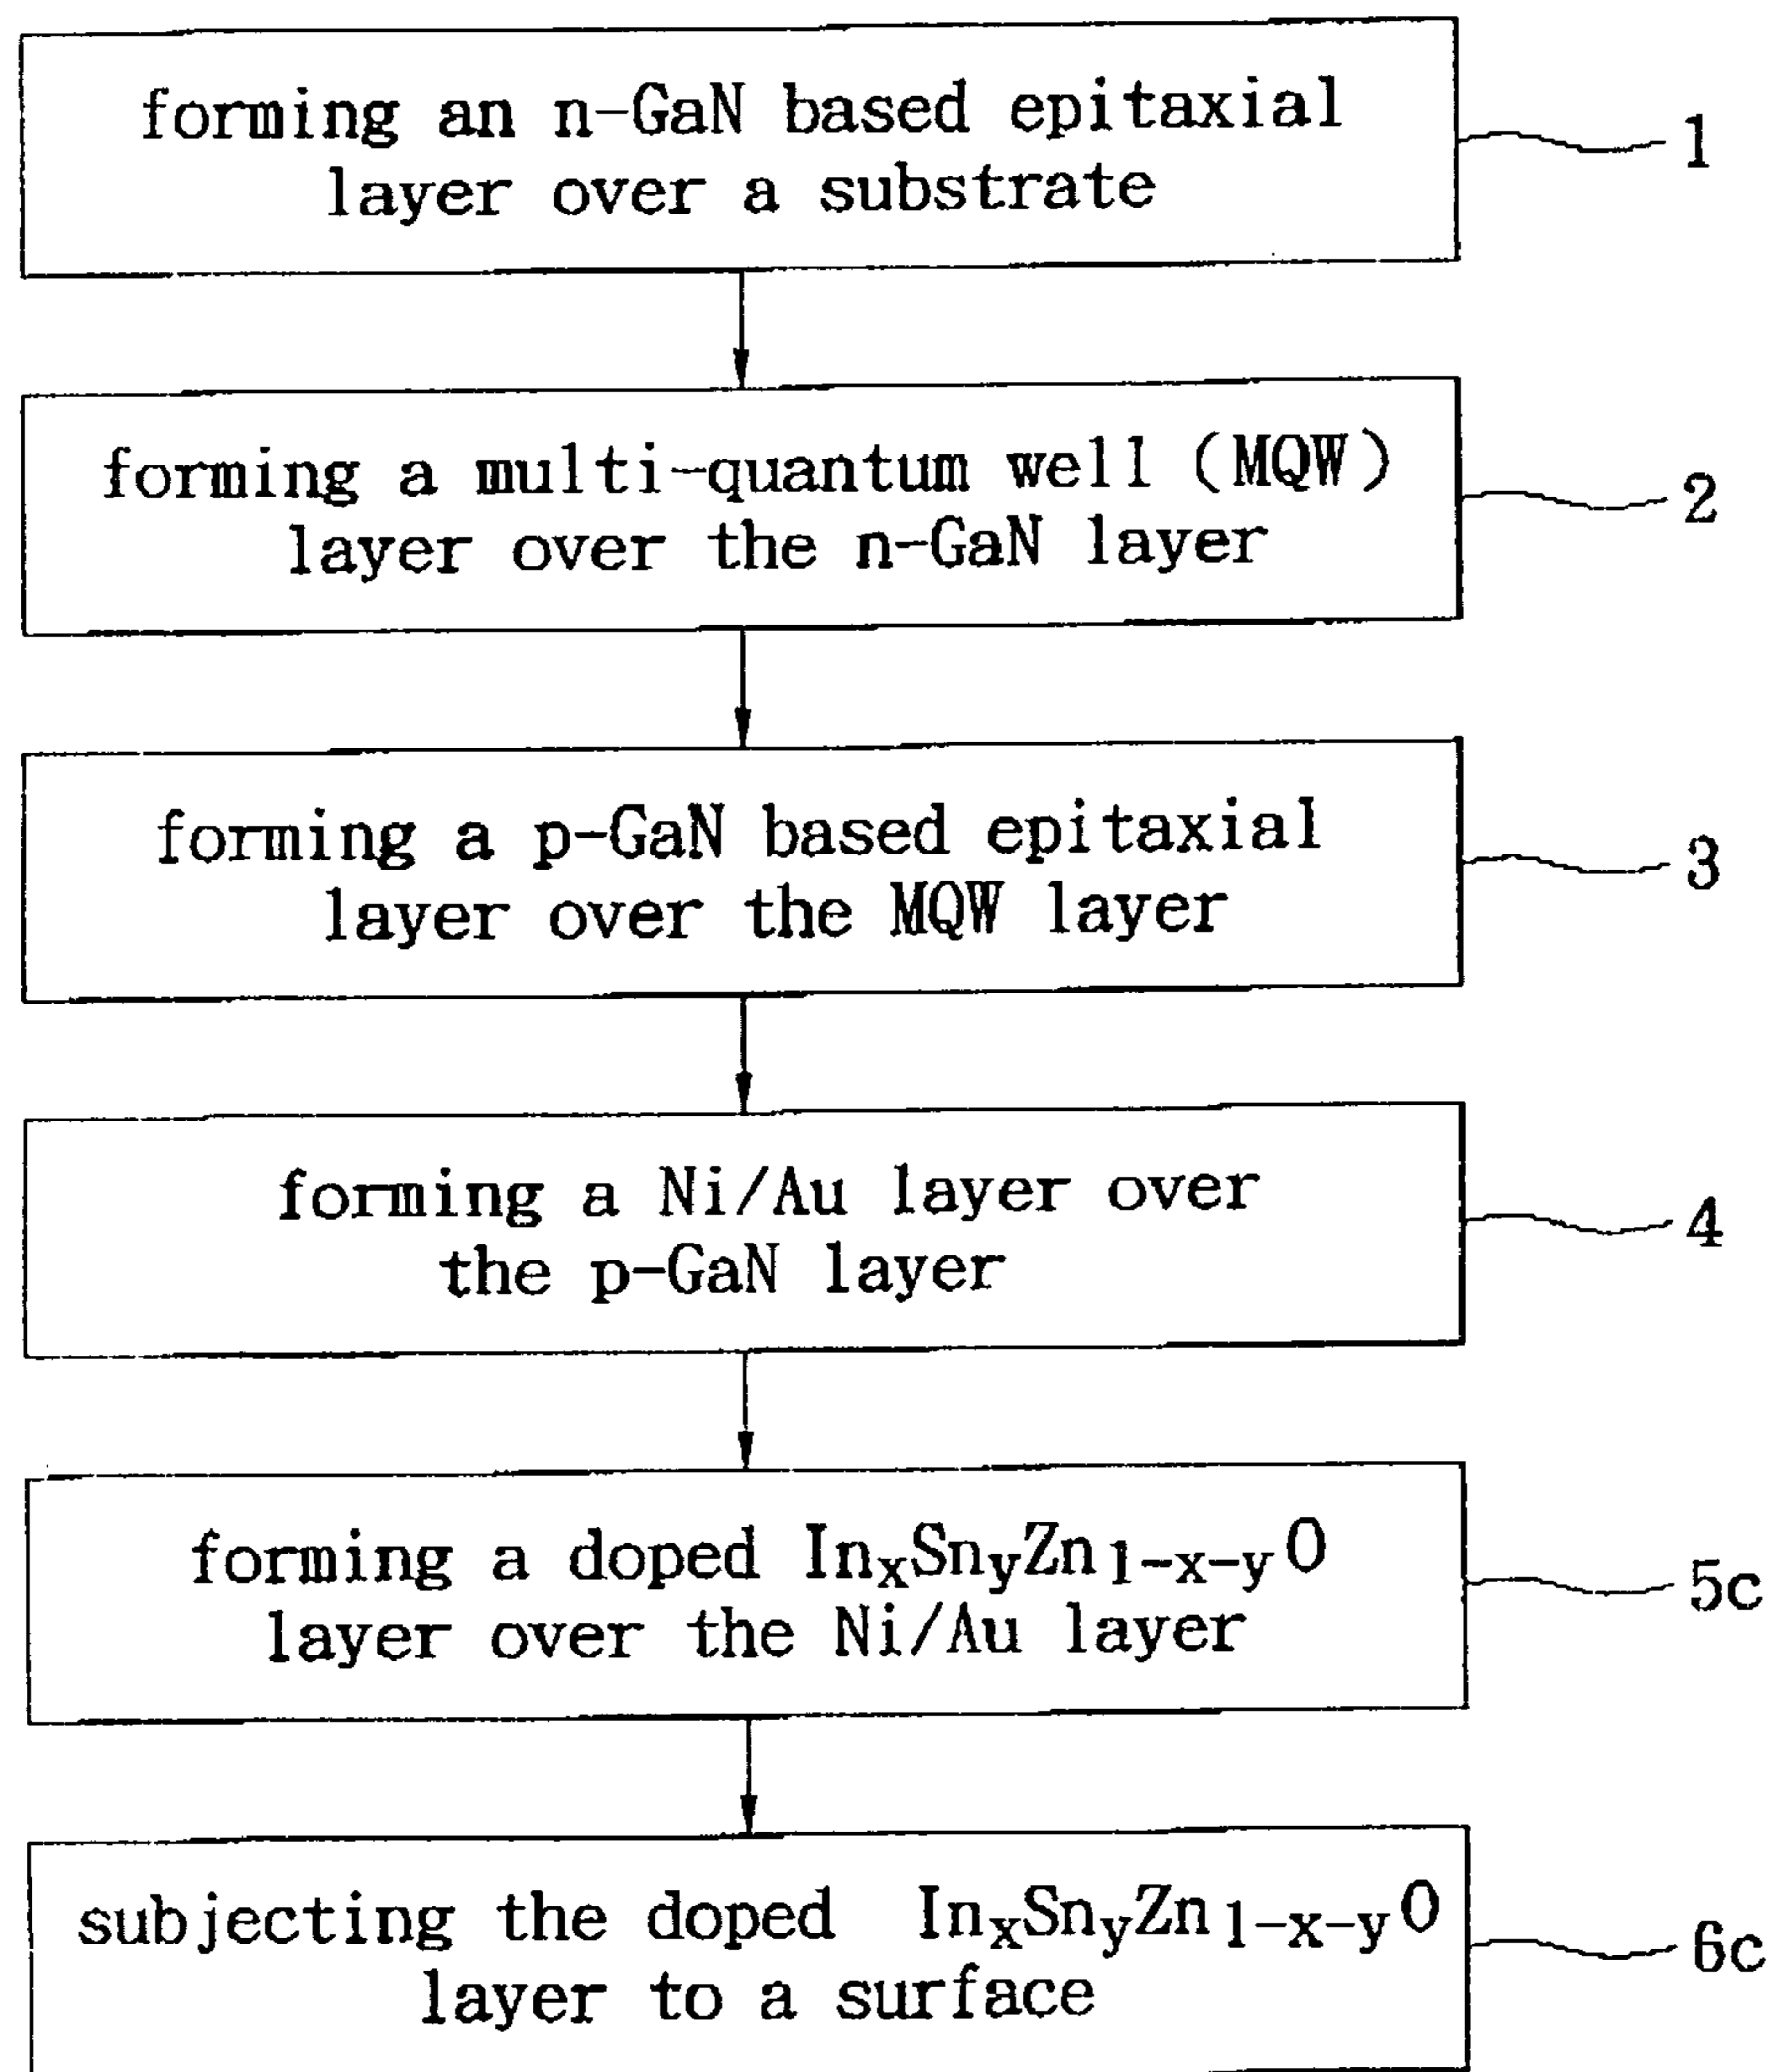 forming an n-GaN based epitaxial
layer over a substrate
1
forming a multi-quantum well (MQW)
layer over the n-GaN layer
2
forming a p-GaN based epitaxial
layer over the MQW layer
3
forming a Ni/Au layer over
the p-GaN layer
4
forming a doped InxSnyZn1-x-yO
layer over the Ni/Au layer
5c
subjecting the doped InxSnyZn1-x-yO
layer to a surface
6c